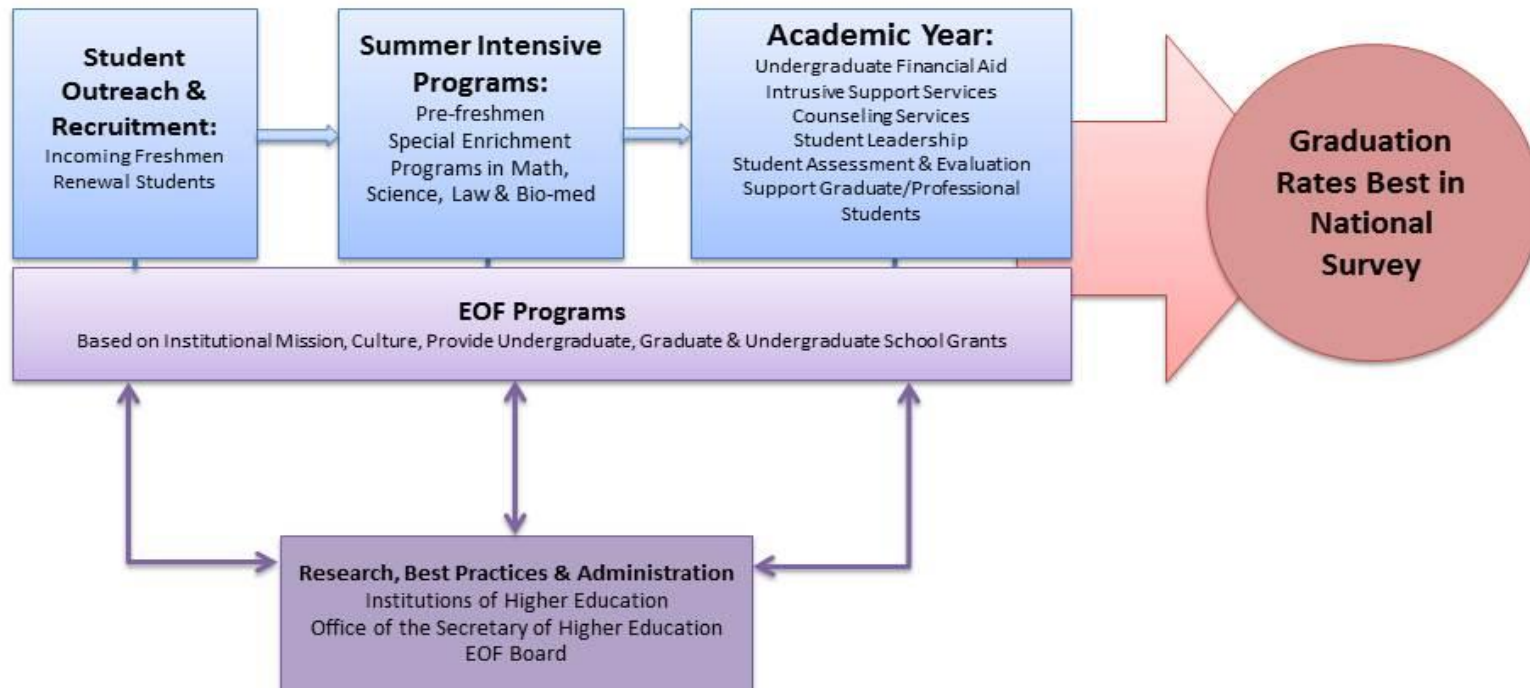 Student
Outreach &
Recruitment:
Incoming Freshmen
Renewal Students
Summer Intensive
Programs:
Pre-freshmen
Special Enrichment
Programs in Math,
Science, Law & Bio-med
Academic Year:
Undergraduate Financial Aid
Intrusive Support Services
Counseling Services
Student Leadership
Student Assessment & Evaluation
Support Graduate/Professional
Students
Graduation
Rates Best in
National
Survey
EOF Programs
Based on Institutional Mission, Culture, Provide Undergraduate, Graduate & Undergraduate School Grants
Research, Best Practices & Administration
Institutions of Higher Education
Office of the Secretary of Higher Education
EOF Board